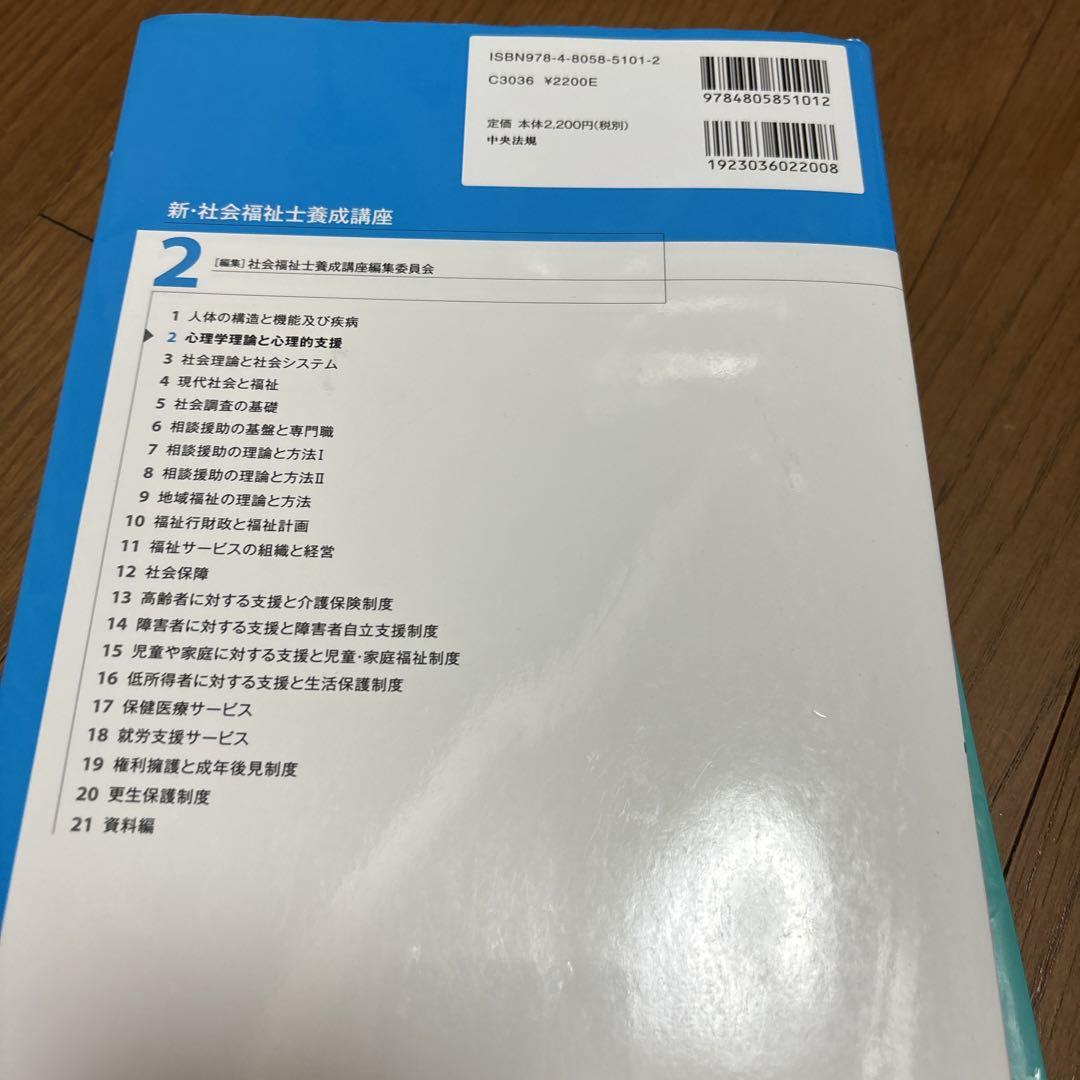 ISBN978-4-8058-5101-2
C3036 ¥2200E
定価 本体2,200円(税別)
中央法規
9784805851012
1923036022008
新・社会福祉士養成講座
2
[編集]社会福祉士養成講座編集委員会
1 人体の構造と機能及び疾病
2 心理学理論と心理的支援
3 社会理論と社会システム
4 現代社会と福祉
5 社会調査の基礎
6 相談援助の基盤と専門職
7 相談援助の理論と方法Ⅰ
8 相談援助の理論と方法Ⅱ
9 地域福祉の理論と方法
10 福祉行財政と福祉計画
11 福祉サービスの組織と経営
12 社会保障
13 高齢者に対する支援と介護保険制度
14 障害者に対する支援と障害者自立支援制度
15 児童や家庭に対する支援と児童・家庭福祉制度
16 低所得者に対する支援と生活保護制度
17 保健医療サービス
18 就労支援サービス
19 権利擁護と成年後見制度
20 更生保護制度
21 資料編